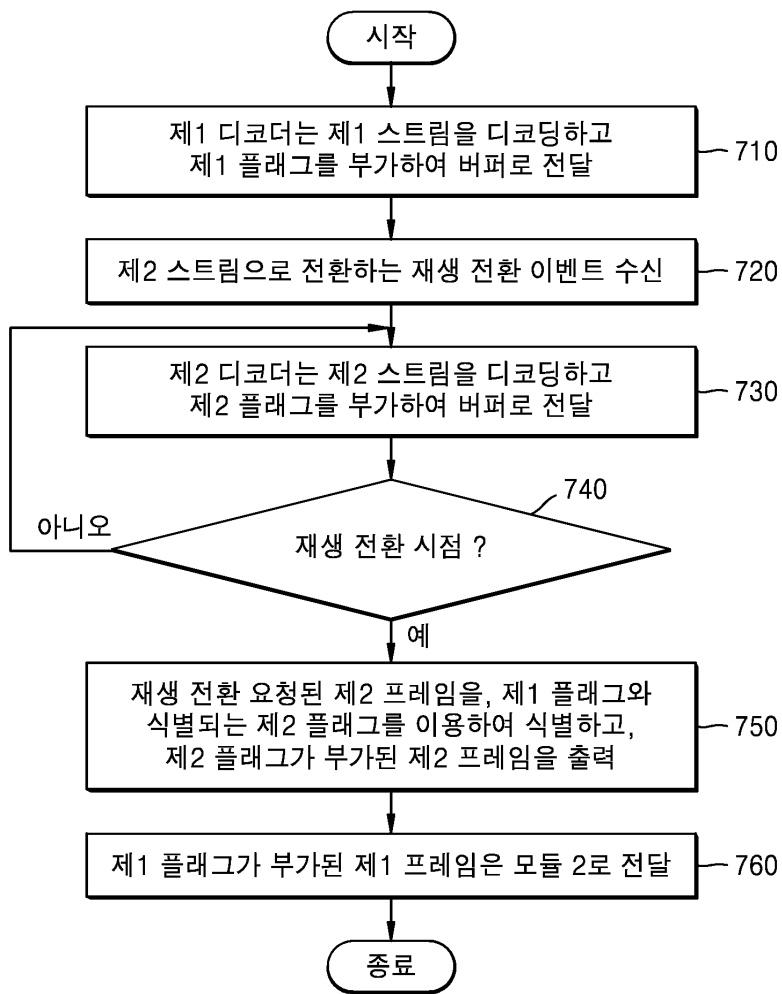 시작
제1 디코더는 제1 스트림을 디코딩하고
제1 플래그를 부가하여 버퍼로 전달
710
제2 스트림으로 전환하는 재생 전환 이벤트 수신
720
제2 디코더는 제2 스트림을 디코딩하고
제2 플래그를 부가하여 버퍼로 전달
730
740
아니오
재생 전환 시점 ?
예
재생 전환 요청된 제2 프레임을, 제1 플래그와
식별되는 제2 플래그를 이용하여 식별하고,
제2 플래그가 부가된 제2 프레임을 출력
750
제1 플래그가 부가된 제1 프레임은 모듈 2로 전달
760
종료